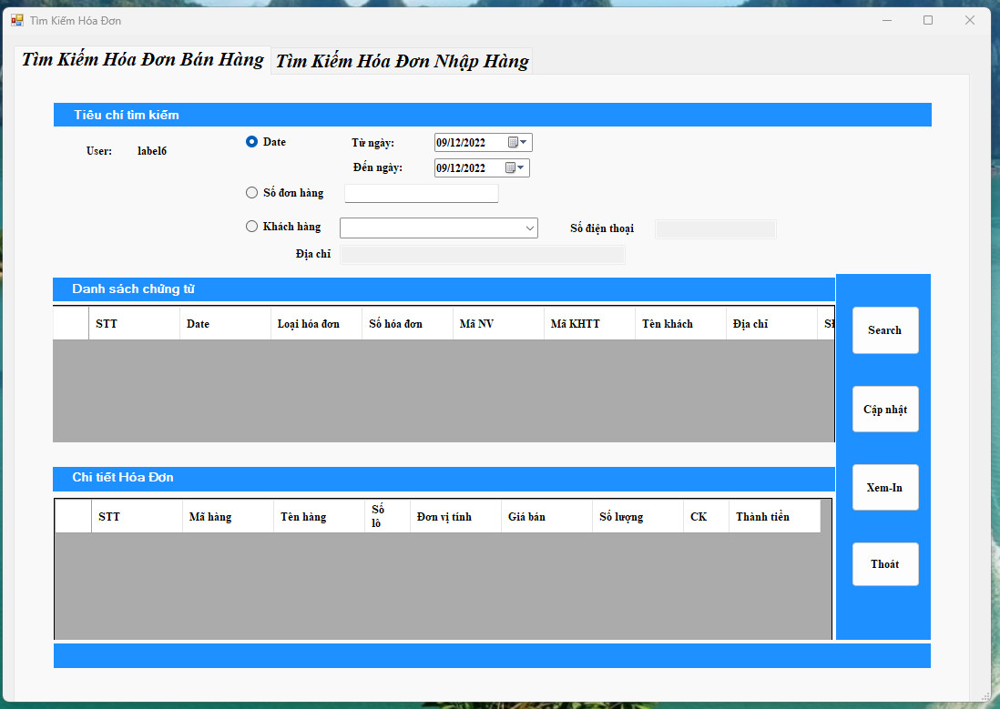 Tìm Kiếm Hóa Đơn
Tìm Kiếm Hóa Đơn Bán Hàng Tìm Kiếm Hóa Đơn Nhập Hàng
Tiêu chí tìm kiếm
User: label6
Date Từ ngày: 09/12/2022
Đến ngày: 09/12/2022
Số đơn hàng
Khách hàng Số điện thoại
Địa chỉ
Danh sách chứng từ
STT Date Loại hóa đơn Số hóa đơn Mã NV Mã KHTT Tên khách Địa chỉ
Search
Cập nhật
Xem-In
Thoát
Chi tiết Hóa Đơn
STT Mã hàng Tên hàng Số lô Đơn vị tính Giá bán Số lượng CK Thành tiền